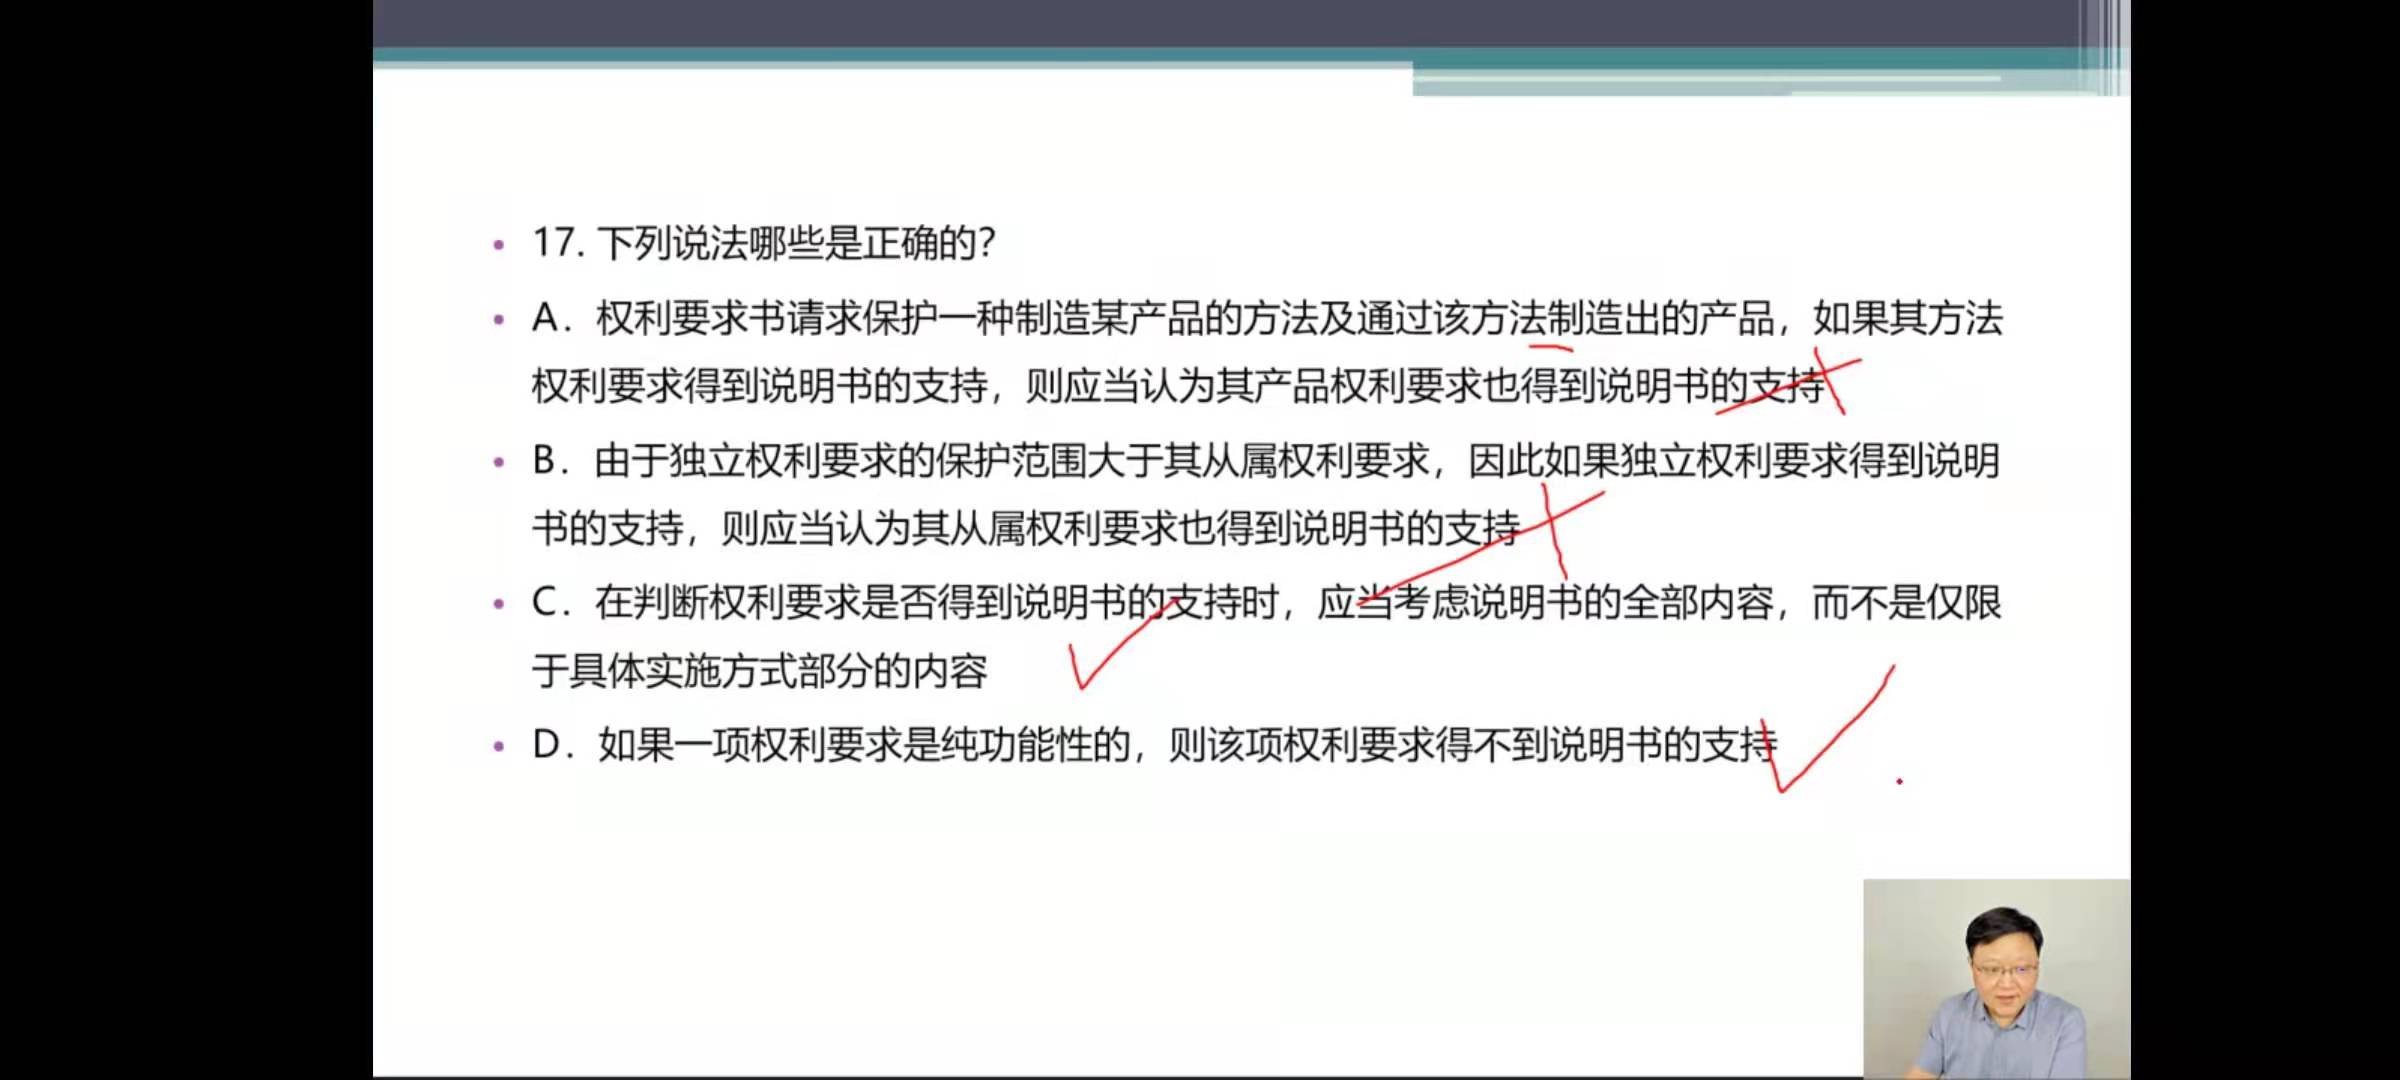 17. 下列说法哪些是正确的?
A. 权利要求书请求保护一种制造某产品的方法及通过该方法制造出的产品，如果其方法
权利要求得到说明书的支持，则应当认为其产品权利要求也得到说明书的支持
B. 由于独立权利要求的保护范围大于其从属权利要求，因此如果独立权利要求得到说明
书的支持，则应当认为其从属权利要求也得到说明书的支持
C. 在判断权利要求是否得到说明书的支持时，应当考虑说明书的全部内容，而不是仅限
于具体实施方式部分的内容
D. 如果一项权利要求是纯功能性的，则该项权利要求得不到说明书的支持